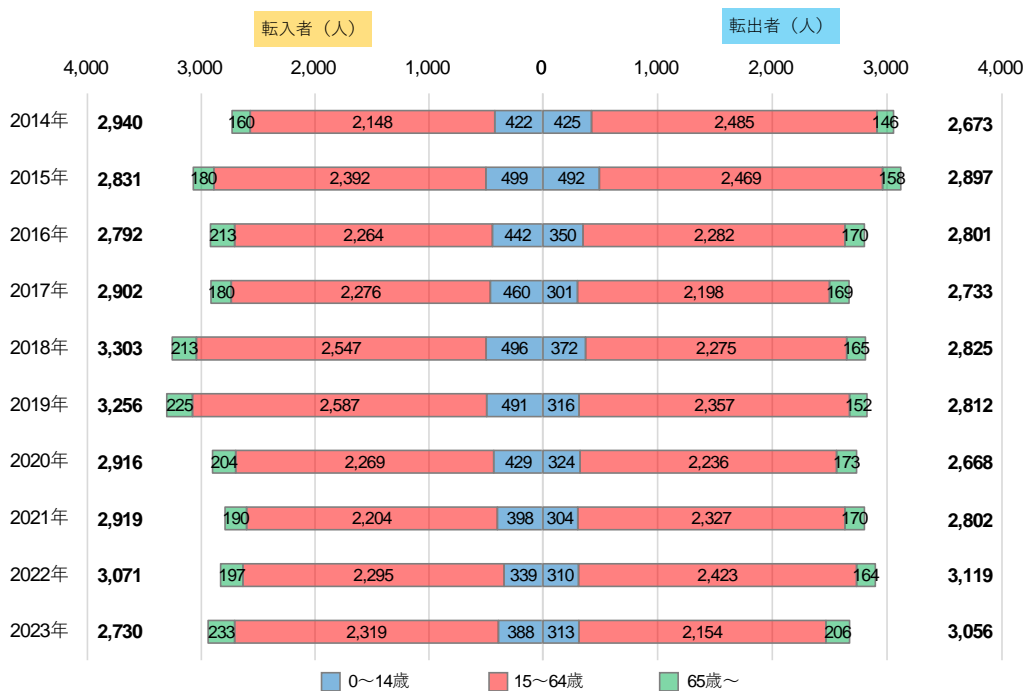 転入者（人） 転出者（人）
4,000 3,000 2,000 1,000 0 1,000 2,000 3,000 4,000
2014年 2,940 160 2,148 422 425 2,485 146 2,673
2015年 2,831 180 2,392 499 492 2,469 158 2,897
2016年 2,792 213 2,264 442 350 2,282 170 2,801
2017年 2,902 180 2,276 460 301 2,198 169 2,733
2018年 3,303 213 2,547 496 372 2,275 165 2,825
2019年 3,256 225 2,587 491 316 2,357 152 2,812
2020年 2,916 204 2,269 429 324 2,236 173 2,668
2021年 2,919 190 2,204 398 304 2,327 170 2,802
2022年 3,071 197 2,295 339 310 2,423 164 3,119
2023年 2,730 233 2,319 388 313 2,154 206 3,056
0～14歳 15～64歳 65歳～